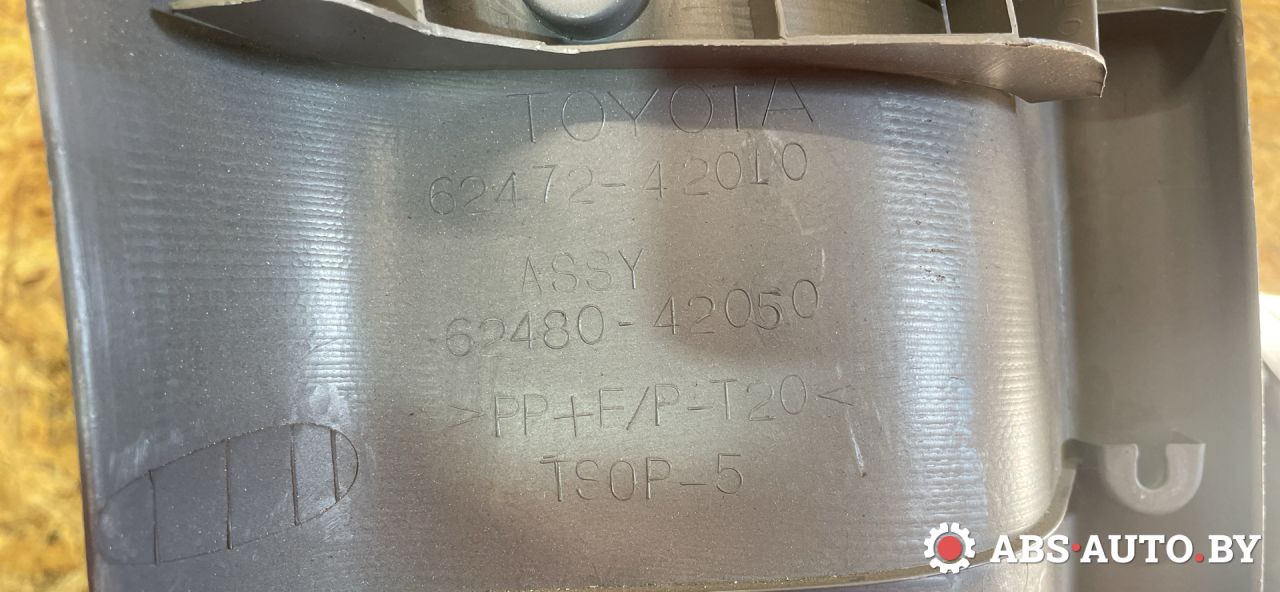 TOYOTA
62472-42010
ASSY
62480-42050
>PP+E/P-T20<
TSOP-5
ABS·AUTO.BY